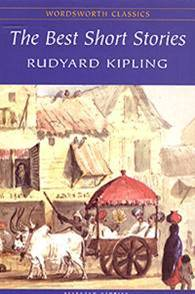 WORDSWORTH CLASSICS
The Best Short Stories
RUDYARD KIPLING